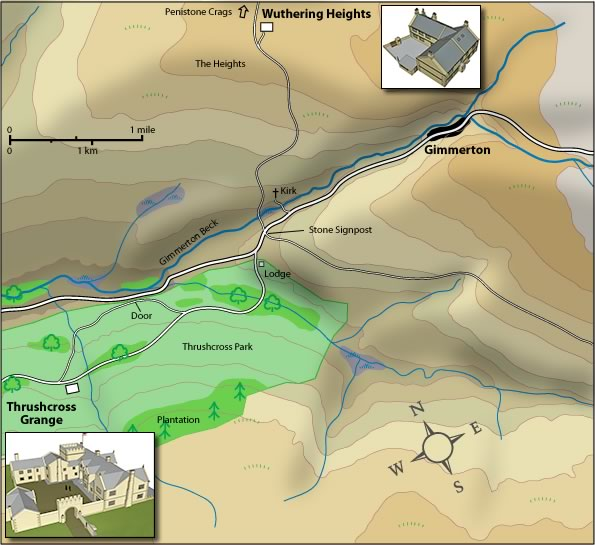 Penistone Crags
Wuthering Heights
The Heights
0 1 mile
0 1 km
Gimmerton
Kirk
Gimmerton Beck
Stone Signpost
Lodge
Door
Thrushcross Park
Thrushcross
Grange
Plantation
N
E
W
S